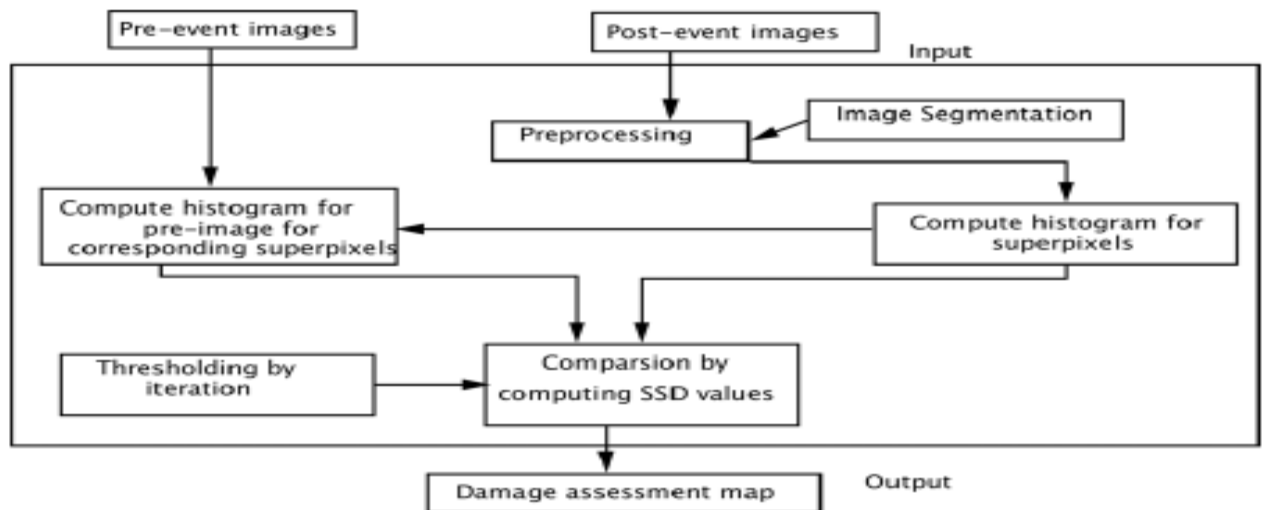 Pre-event images
Post-event images
Input
Image Segmentation
Preprocessing
Compute histogram for
pre-image for
corresponding superpixels
Compute histogram for
superpixels
Thresholding by
iteration
Comparsion by
computing SSD values
Damage assessment map
Output